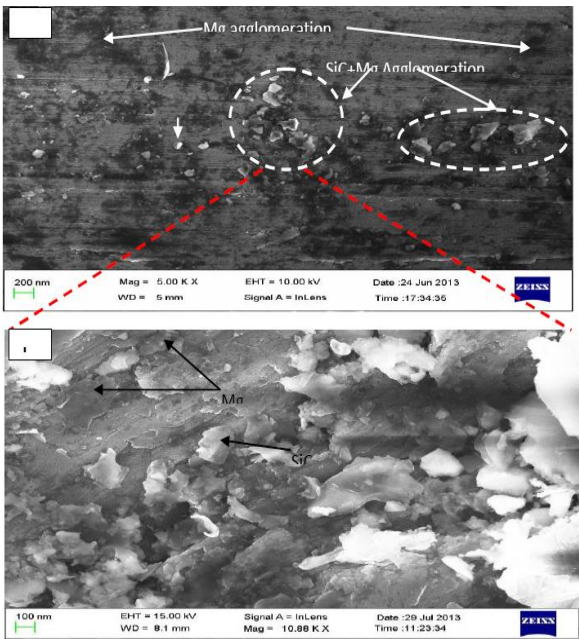 Mg agglomeration
SiC+Mg Agglomeration
200 nm
Mag = 5.00 K X
EHT = 10.00 kV
Date :24 Jun 2013
WD = 5 mm
Signal A = InLens
Time :17:34:35
ZEISS
Mg
SiC
100 nm
EHT = 15.00 kV
Signal A = InLens
Date :29 Jul 2013
WD = 8.1 mm
Mag = 10.86 K X
Time :11:23:34
ZEISS